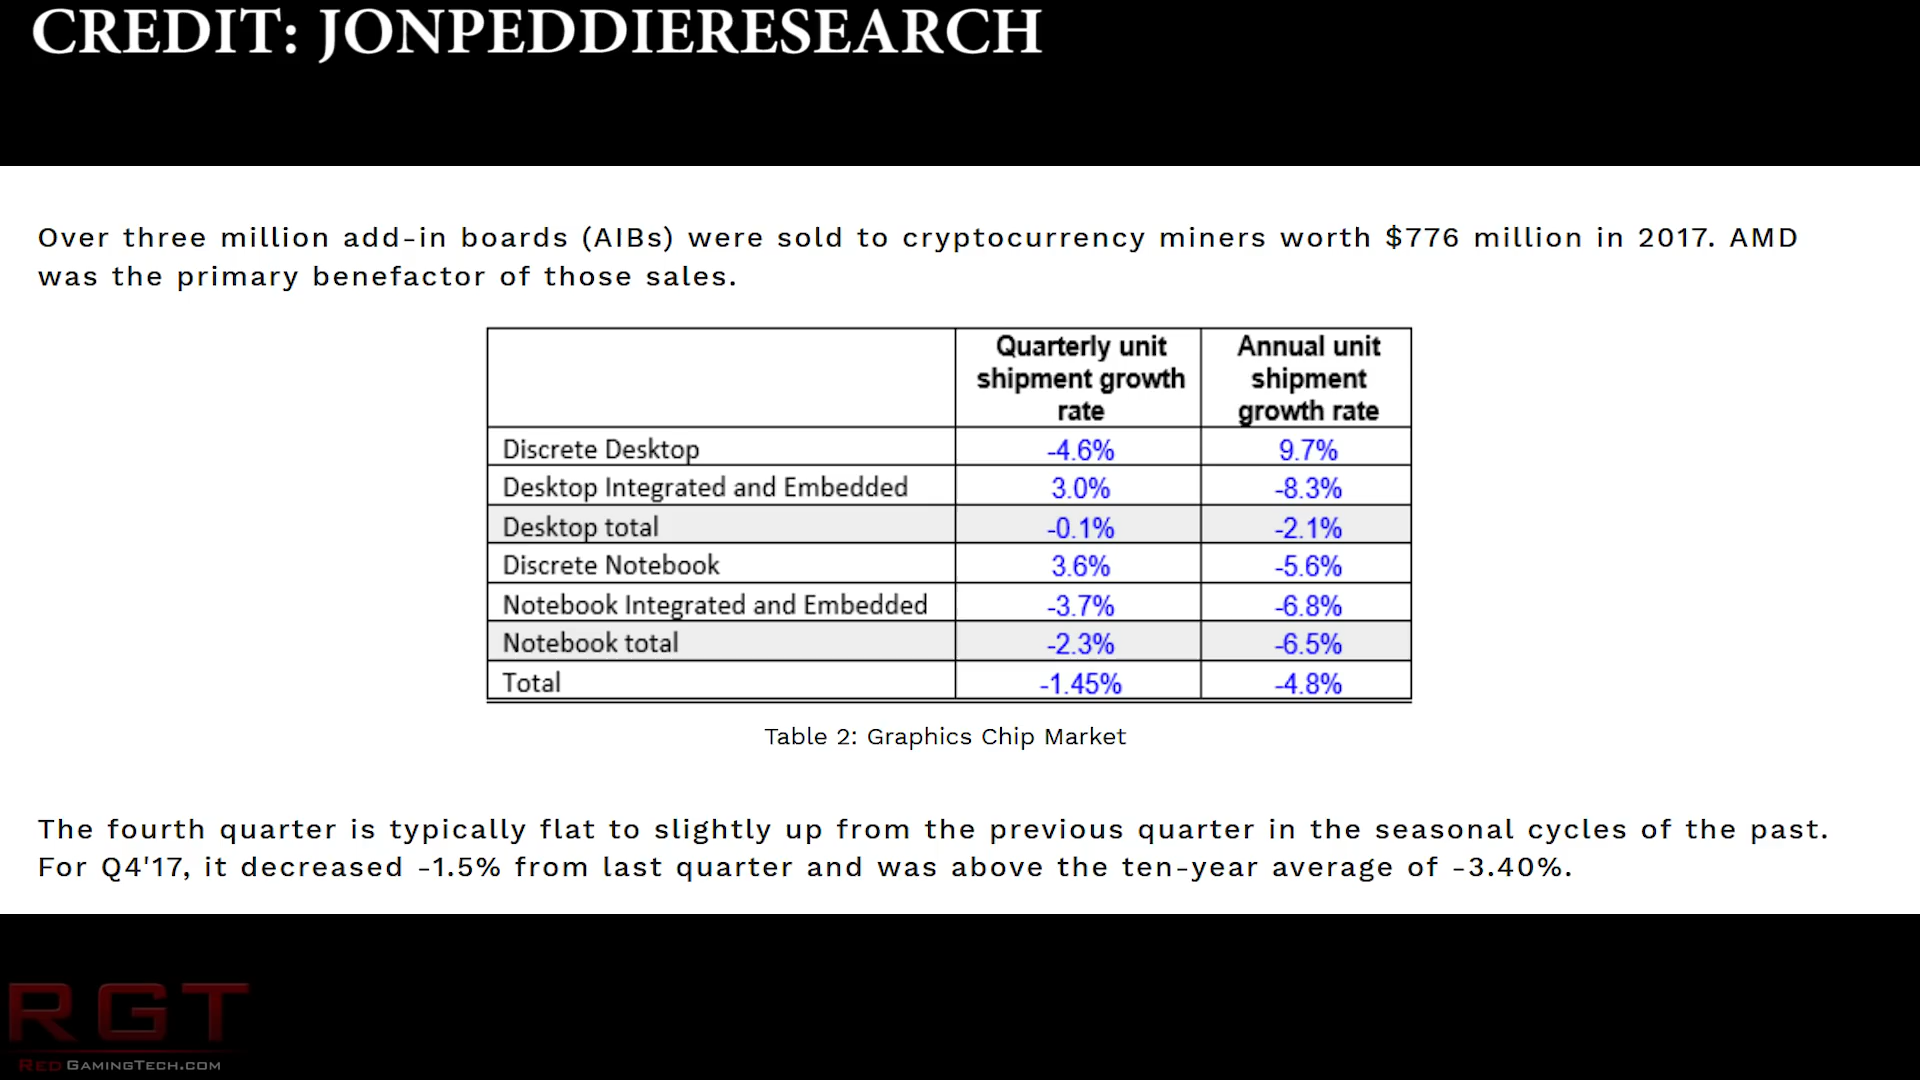 CREDIT: JONPEDDIERESEARCH
Over three million add-in boards (AIBs) were sold to cryptocurrency miners worth $776 million in 2017. AMD
was the primary benefactor of those sales.
Quarterly unit shipment growth rate Annual unit shipment growth rate
Discrete Desktop -4.6% 9.7%
Desktop Integrated and Embedded 3.0% -8.3%
Desktop total -0.1% -2.1%
Discrete Notebook 3.6% -5.6%
Notebook Integrated and Embedded -3.7% -6.8%
Notebook total -2.3% -6.5%
Total -1.45% -4.8%
Table 2: Graphics Chip Market
The fourth quarter is typically flat to slightly up from the previous quarter in the seasonal cycles of the past.
For Q4'17, it decreased -1.5% from last quarter and was above the ten-year average of -3.40%.
RGT
REDGAMINGTECH.COM